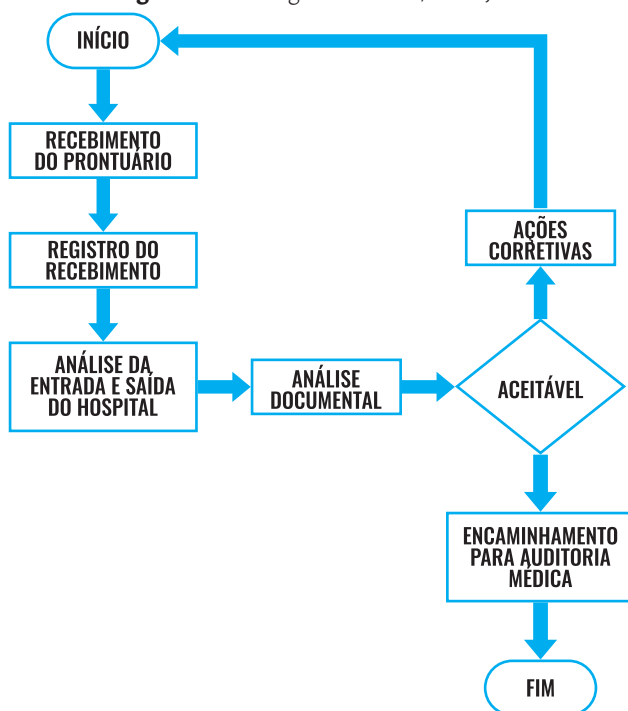 INÍCIO
RECEBIMENTO
DO PRONTUÁRIO
REGISTRO DO
RECEBIMENTO
ANÁLISE DA
ENTRADA E SAÍDA
DO HOSPITAL
ANÁLISE
DOCUMENTAL
ACEITÁVEL
AÇÕES
CORRETIVAS
ENCAMINHAMENTO
PARA AUDITORIA
MÉDICA
FIM